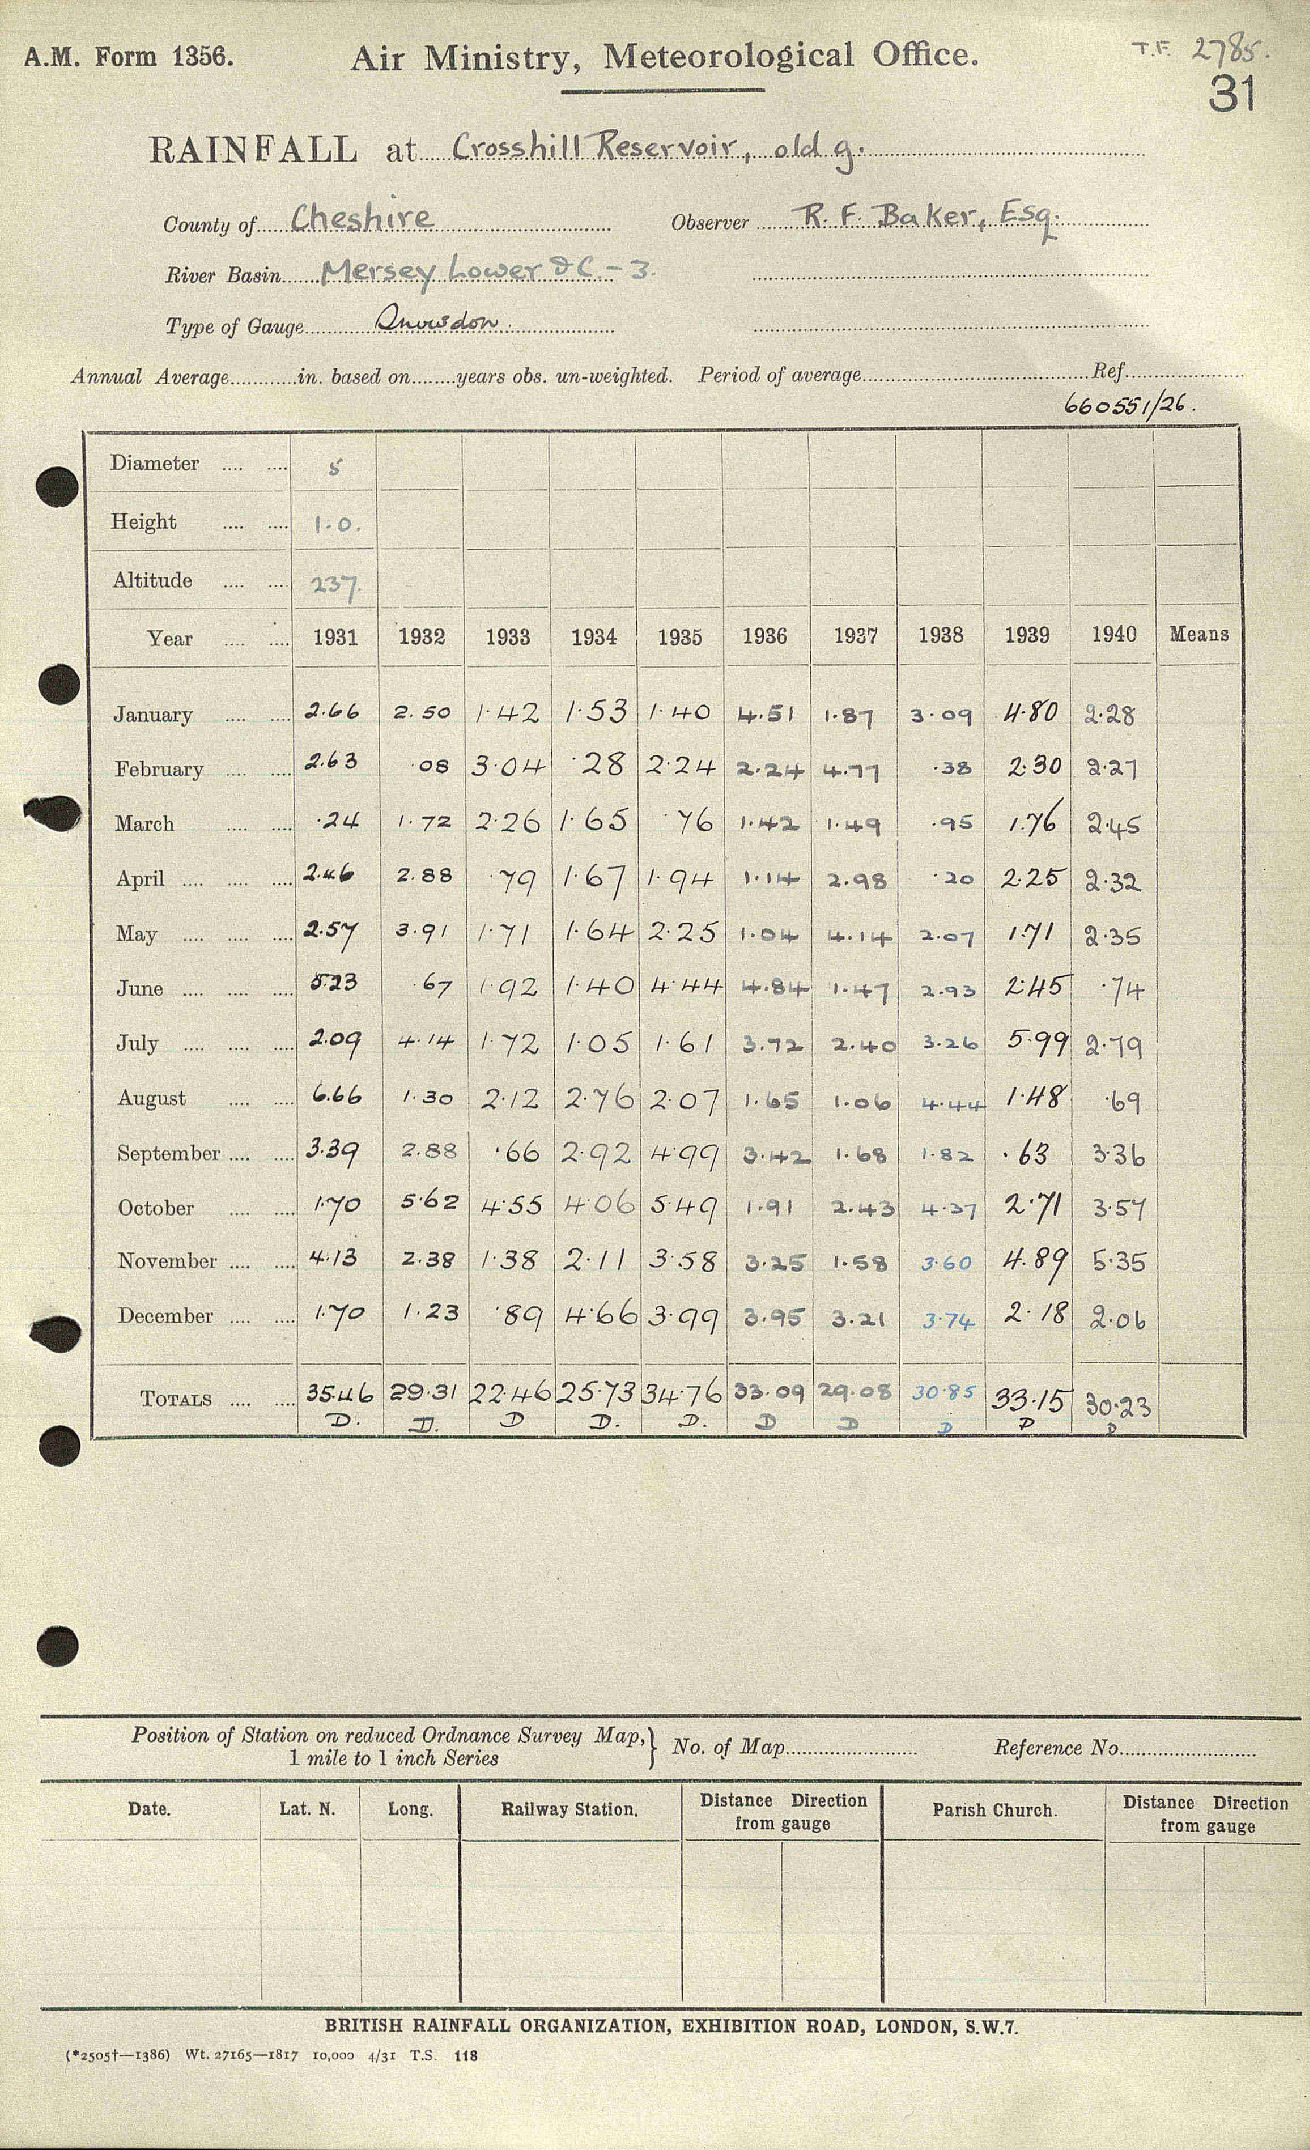 A.M. Form 1356. Air Ministry, Meteorological Office. T.F. 2785.
31
RAINFALL at Crosshill Reservoir, old g.
County of Cheshire Observer R. F. Baker, Esq.
River Basin Mersey Lower &C. - 3.
Type of Gauge Snowdon.
Annual Average in. based on years obs. un-weighted. Period of average Ref
660551/26.
Diameter 5
Height 1.0.
Altitude 237.
Year 1931 1932 1933 1934 1935 1936 1937 1938 1939 1940 Means
January 2.66 2.50 1.42 1.53 1.40 4.51 1.87 3.09 4.80 2.28
February 2.63 .08 3.04 .28 2.24 2.24 4.77 .38 2.30 2.27
March .24 1.72 2.26 1.65 .76 1.42 1.49 .95 1.76 2.45
April 2.46 2.88 .79 1.67 1.94 1.14 2.98 .20 2.25 2.32
May 2.57 3.91 1.71 1.64 2.25 1.04 4.14 2.07 1.71 2.35
June 5.23 .67 1.92 1.40 4.44 4.84 1.47 2.93 2.45 .74
July 2.09 4.14 1.72 1.05 1.61 3.72 2.40 3.26 5.99 2.79
August 6.66 1.30 2.12 2.76 2.07 1.65 1.06 4.44 1.48 .69
September 3.39 2.88 .66 2.92 4.99 3.42 1.68 1.82 .63 3.36
October 1.70 5.62 4.55 4.06 5.49 1.91 2.43 4.37 2.71 3.57
November 4.13 2.38 1.38 2.11 3.58 3.25 1.58 3.60 4.89 5.35
December 1.70 1.23 .89 4.66 3.99 3.95 3.21 3.74 2.18 2.06
TOTALS 35.46 29.31 22.46 25.73 34.76 33.09 29.08 30.85 33.15 30.23
D. D. D D. D. D D D D D
Position of Station on reduced Ordnance Survey Map, } No. of Map Reference No.
1 mile to 1 inch Series
Date. Lat. N. Long. Railway Station. Distance Direction Parish Church. Distance Direction
from gauge from gauge
BRITISH RAINFALL ORGANIZATION, EXHIBITION ROAD, LONDON, S.W.7.
(*2505†—1386) Wt. 27165—1817 10,000 4/31 T.S. 118